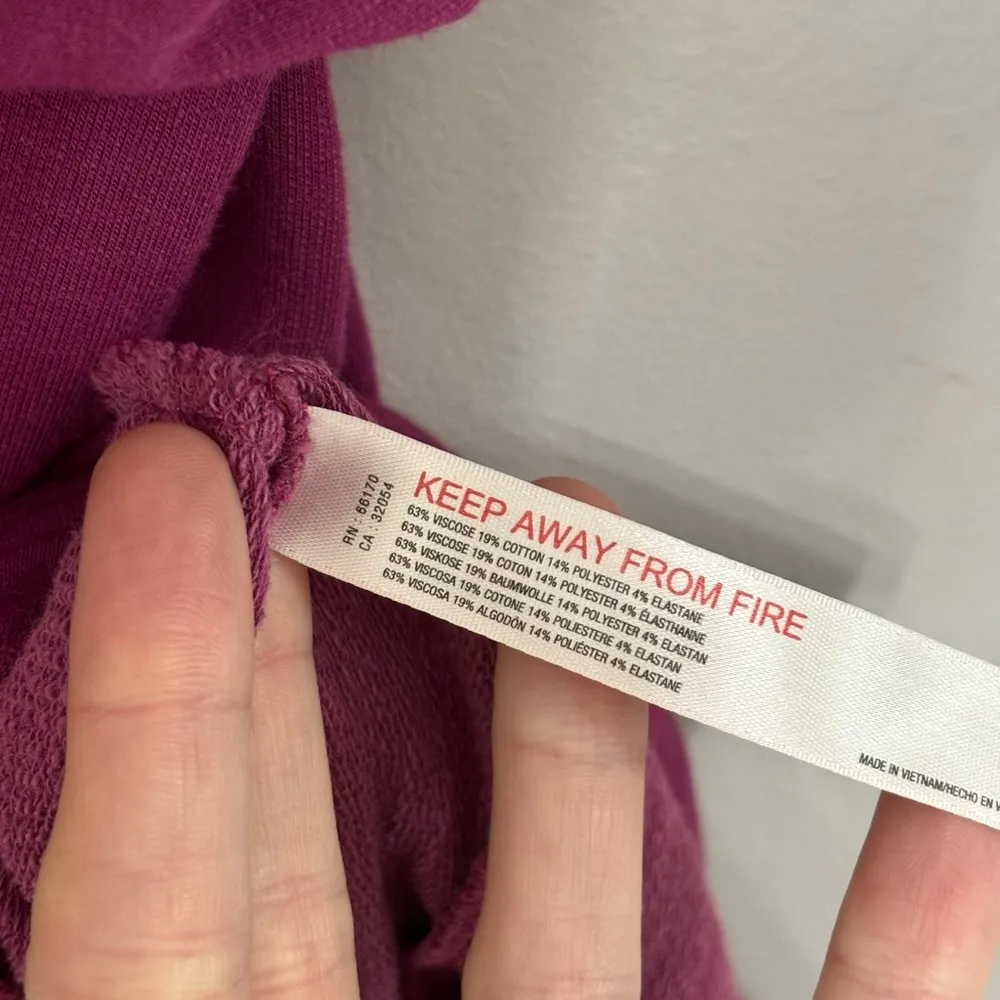 RN : 66170
CA : 32054
KEEP AWAY FROM FIRE
63% VISCOSE 19% COTTON 14% POLYESTER 4% ELASTANE
63% VISCOSE 19% COTON 14% POLYESTER 4% ÉLASTHANNE
63% VISKOSE 19% BAUMWOLLE 14% POLYESTER 4% ELASTAN
63% VISCOSA 19% COTONE 14% POLIESTERE 4% ELASTAN
63% VISCOSA 19% ALGODÓN 14% POLIÉSTER 4% ELASTANE
MADE IN VIETNAM/HECHO EN V